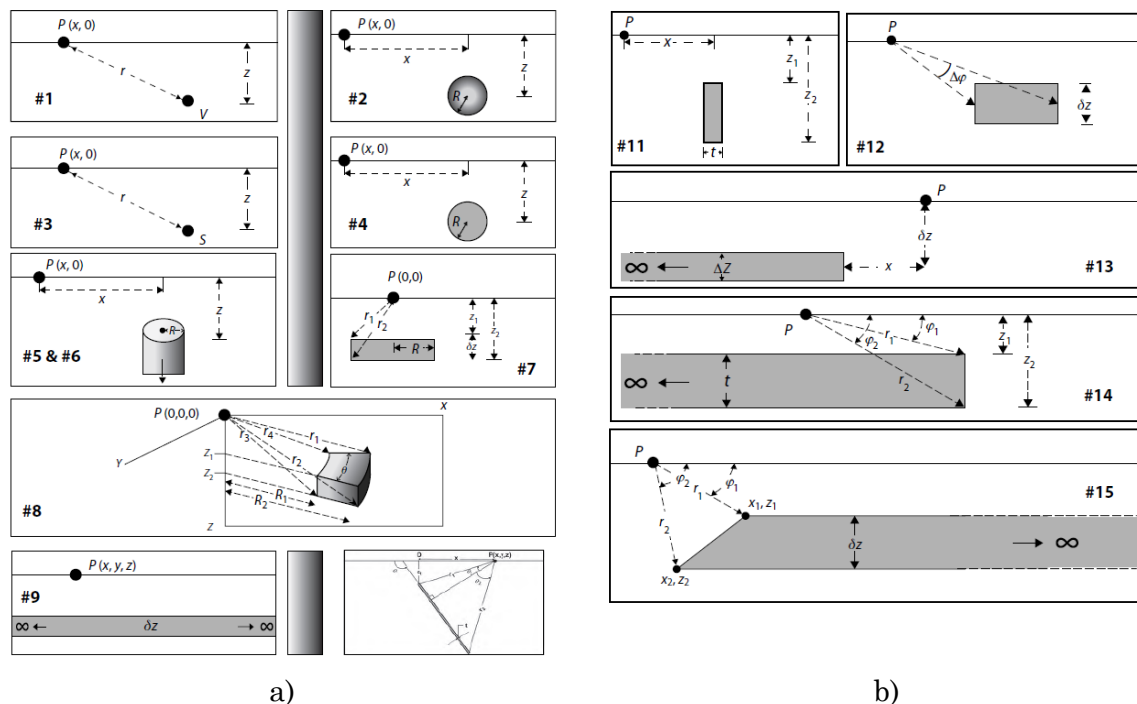 P (x, 0)
r
z
V
#1
P (x, 0)
x
z
R
#2
P (x, 0)
r
z
S
#3
P (x, 0)
x
z
R
#4
P (x, 0)
x
z
R
#5 & #6
P (0,0)
r1
r2
z1
z2
δz
R
#7
P (0,0,0)
X
Y
r3
r4
r1
r2
Z1
Z2
R1
R2
θ
Z
#8
P (x, y, z)
#9
∞
δz
∞
x
a)
P
x
z1
z2
t
#11
P
Δφ
δz
#12
P
δz
∞
ΔZ
x
#13
P
φ2
r1
φ1
z1
z2
∞
t
r2
#14
P
φ2
r1
φ1
#15
r2
x1, z1
δz
∞
x2, z2
b)